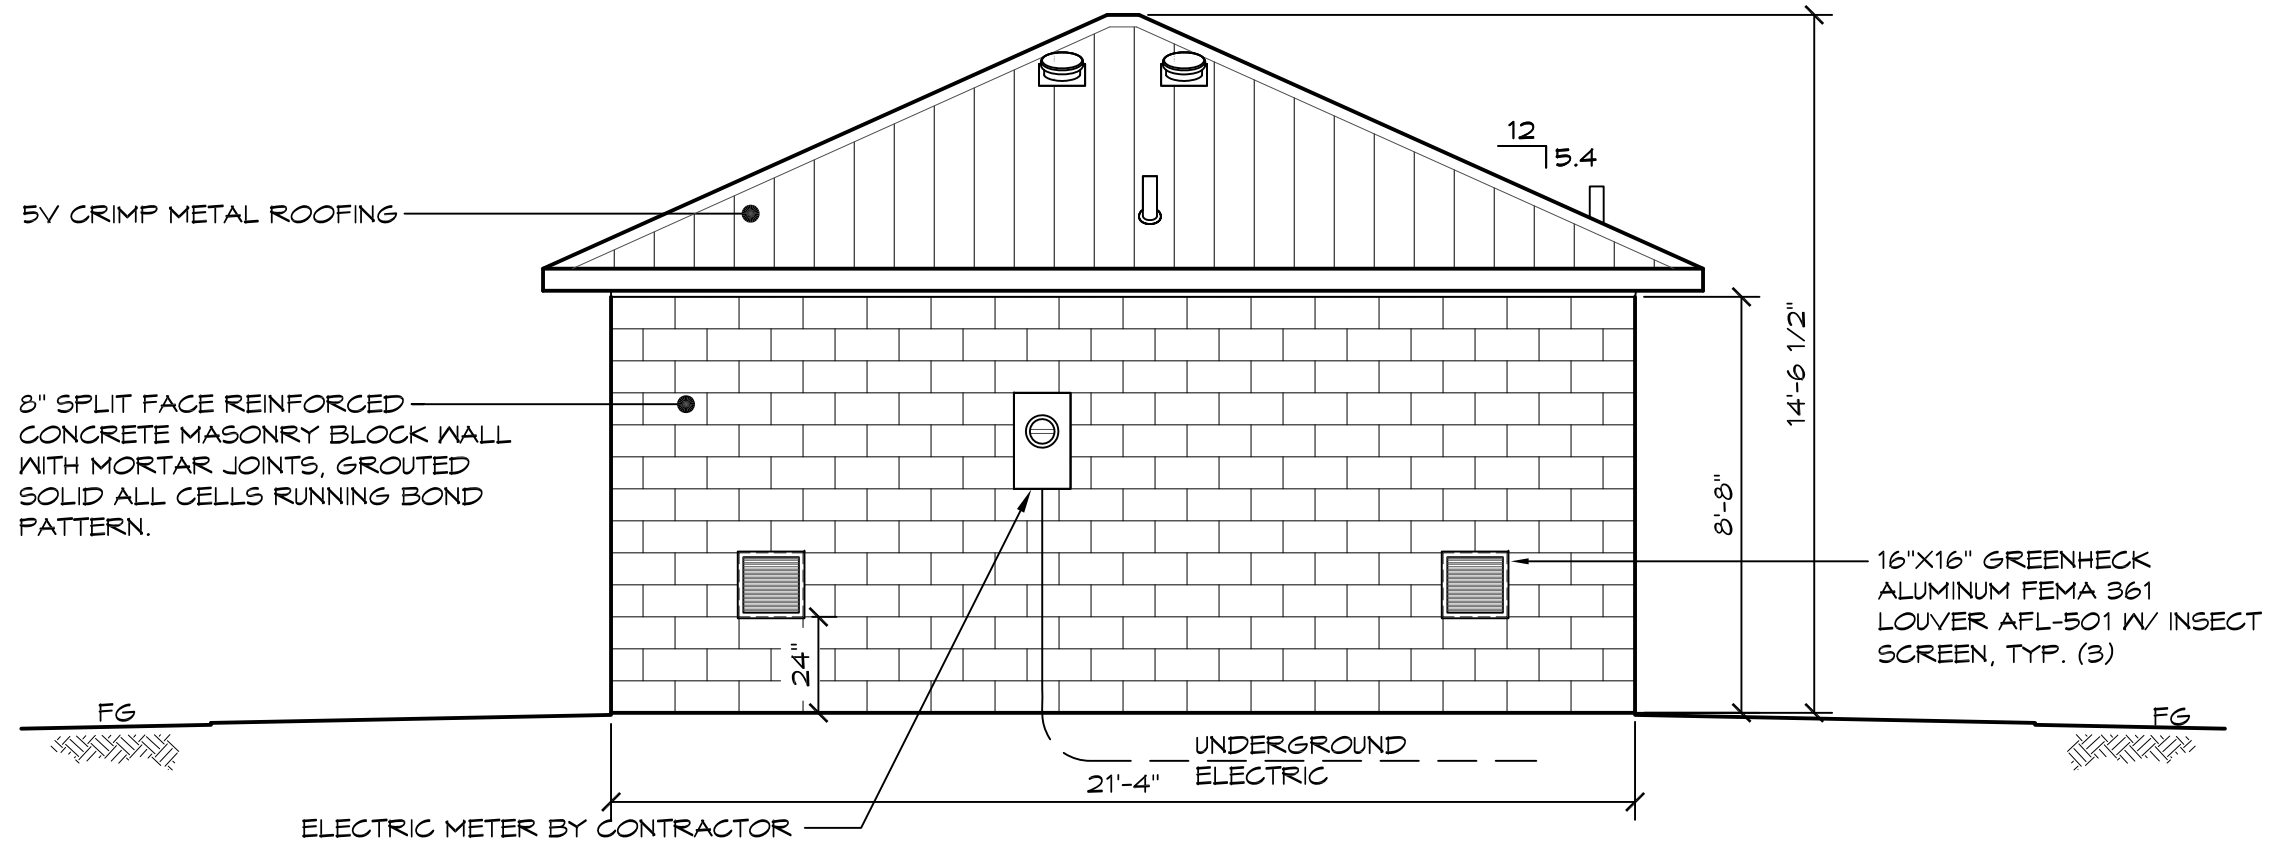 12
5.4
5V CRIMP METAL ROOFING
14'-6 1/2"
8" SPLIT FACE REINFORCED
CONCRETE MASONRY BLOCK WALL
WITH MORTAR JOINTS, GROUTED
SOLID ALL CELLS RUNNING BOND
PATTERN.
8'-8"
16"X16" GREENHECK
ALUMINUM FEMA 361
LOUVER AFL-501 W/ INSECT
SCREEN, TYP. (3)
24"
FG
FG
UNDERGROUND
ELECTRIC
21'-4"
ELECTRIC METER BY CONTRACTOR